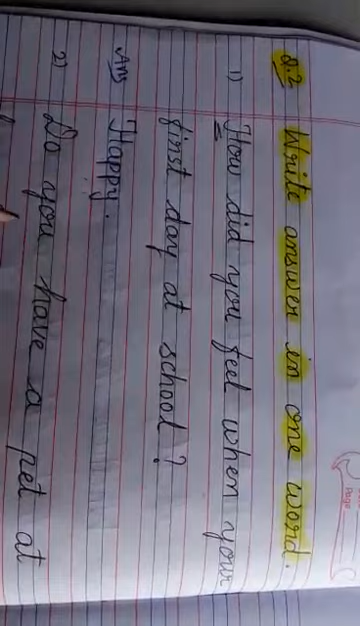 Q.2 Write answer in one word.
1) How did you feel when your
first day at school?
Ans Happy.
2) Do you have a pet at
Page